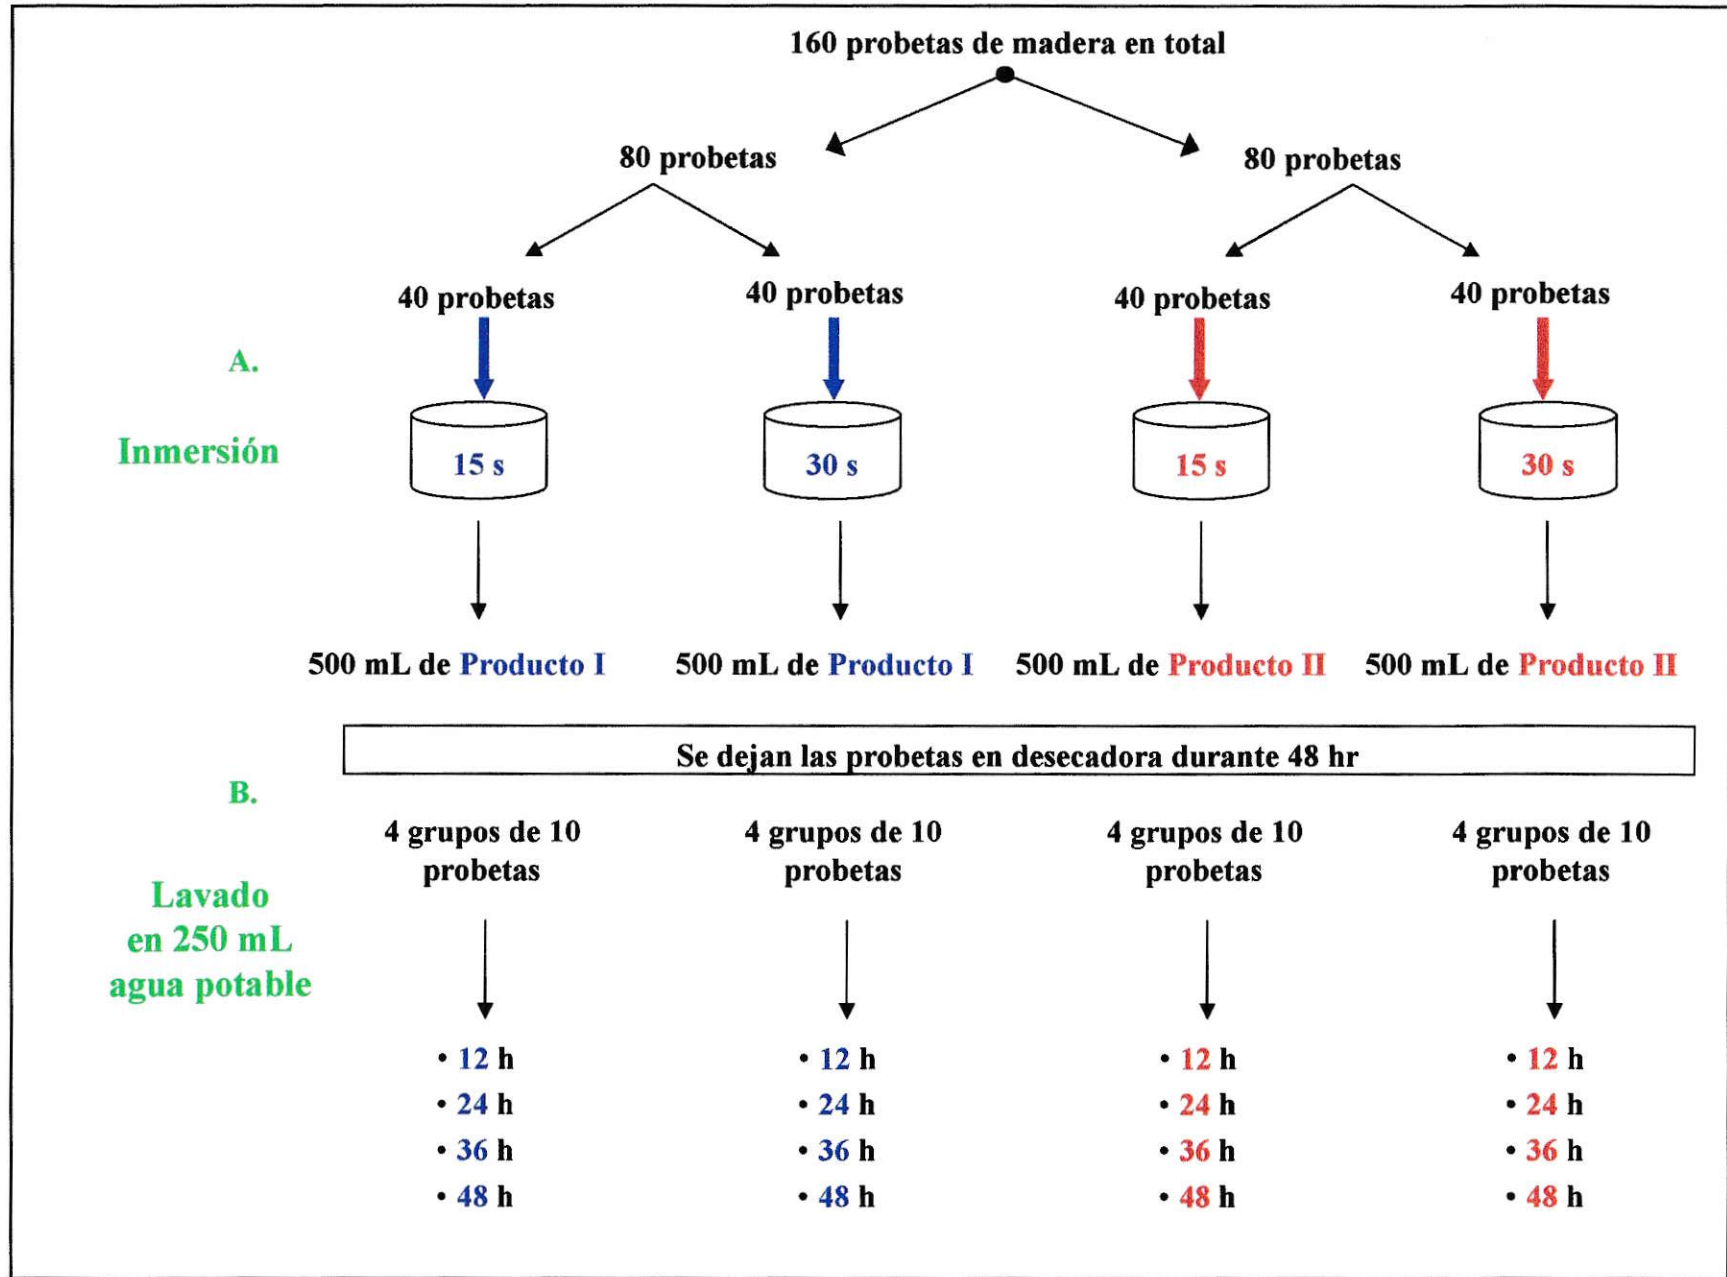 160 probetas de madera en total
80 probetas
80 probetas
40 probetas
40 probetas
40 probetas
40 probetas
A.
Inmersión
15 s
30 s
15 s
30 s
500 mL de Producto I
500 mL de Producto I
500 mL de Producto II
500 mL de Producto II
Se dejan las probetas en desecadora durante 48 hr
B.
Lavado
en 250 mL
agua potable
4 grupos de 10
probetas
4 grupos de 10
probetas
4 grupos de 10
probetas
4 grupos de 10
probetas
• 12 h
• 24 h
• 36 h
• 48 h
• 12 h
• 24 h
• 36 h
• 48 h
• 12 h
• 24 h
• 36 h
• 48 h
• 12 h
• 24 h
• 36 h
• 48 h